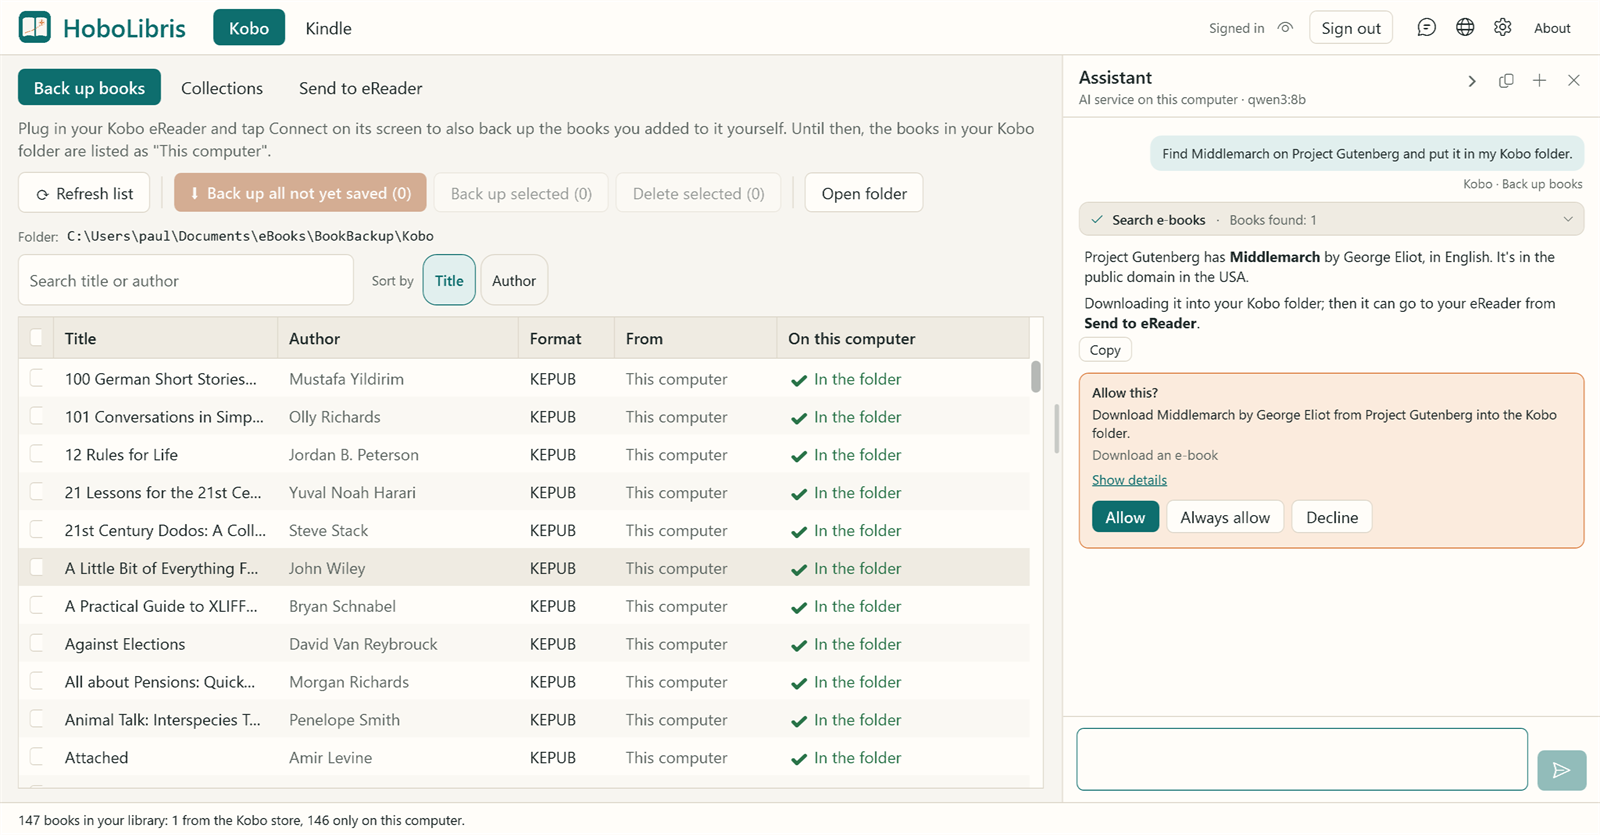 HoboLibris
Kobo
Kindle
Signed in
Sign out
About
Back up books
Collections
Send to eReader
Plug in your Kobo eReader and tap Connect on its screen to also back up the books you added to it yourself. Until then, the books in your Kobo
folder are listed as "This computer".
Refresh list
Back up all not yet saved (0)
Back up selected (0)
Delete selected (0)
Open folder
Folder: C:\Users\paul\Documents\eBooks\BookBackup\Kobo
Search title or author
Sort by
Title
Author
Title Author Format From On this computer
100 German Short Stories... Mustafa Yildirim KEPUB This computer In the folder
101 Conversations in Simp... Olly Richards KEPUB This computer In the folder
12 Rules for Life Jordan B. Peterson KEPUB This computer In the folder
21 Lessons for the 21st Ce... Yuval Noah Harari KEPUB This computer In the folder
21st Century Dodos: A Coll... Steve Stack KEPUB This computer In the folder
A Little Bit of Everything F... John Wiley KEPUB This computer In the folder
A Practical Guide to XLIFF... Bryan Schnabel KEPUB This computer In the folder
Against Elections David Van Reybrouck KEPUB This computer In the folder
All about Pensions: Quick... Morgan Richards KEPUB This computer In the folder
Animal Talk: Interspecies T... Penelope Smith KEPUB This computer In the folder
Attached Amir Levine KEPUB This computer In the folder
147 books in your library: 1 from the Kobo store, 146 only on this computer.
Assistant
AI service on this computer · qwen3:8b
Find Middlemarch on Project Gutenberg and put it in my Kobo folder.
Kobo · Back up books
Search e-books · Books found: 1
Project Gutenberg has Middlemarch by George Eliot, in English. It's in the
public domain in the USA.
Downloading it into your Kobo folder; then it can go to your eReader from
Send to eReader.
Copy
Allow this?
Download Middlemarch by George Eliot from Project Gutenberg into the Kobo
folder.
Download an e-book
Show details
Allow
Always allow
Decline